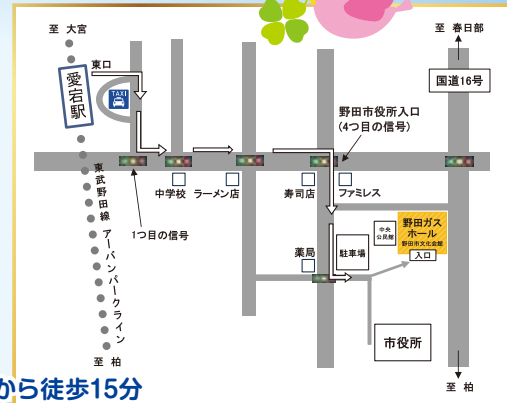 至 大宮
至 春日部
東口
国道16号
愛宕駅
TAXI
野田市役所入口
(4つ目の信号)
中学校
ラーメン店
寿司店
ファミレス
東武野田線 アーバンパークライン
1つ目の信号
中央
公民館
野田ガス
ホール
野田市文化会館
入口
薬局
駐車場
市役所
至 柏
至 柏
から徒歩15分